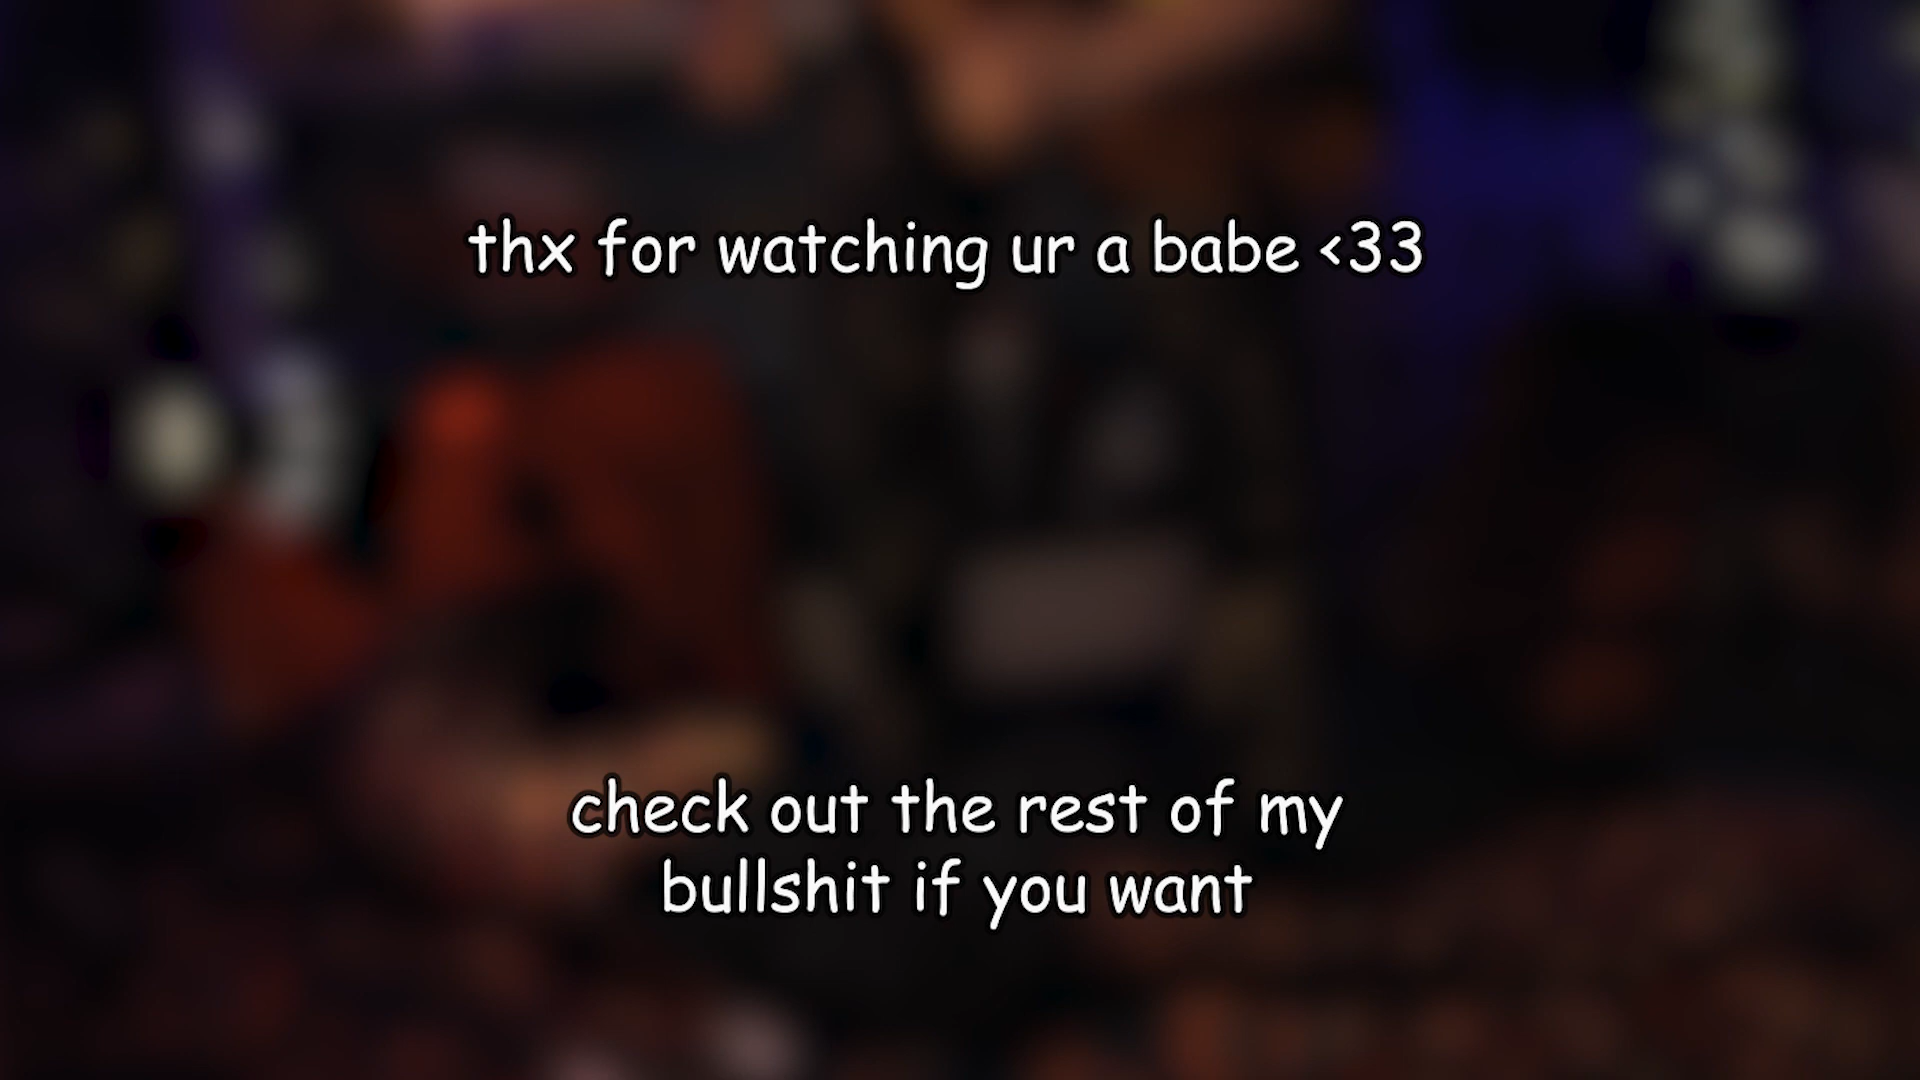 thx for watching ur a babe <33
check out the rest of my
bullshit if you want